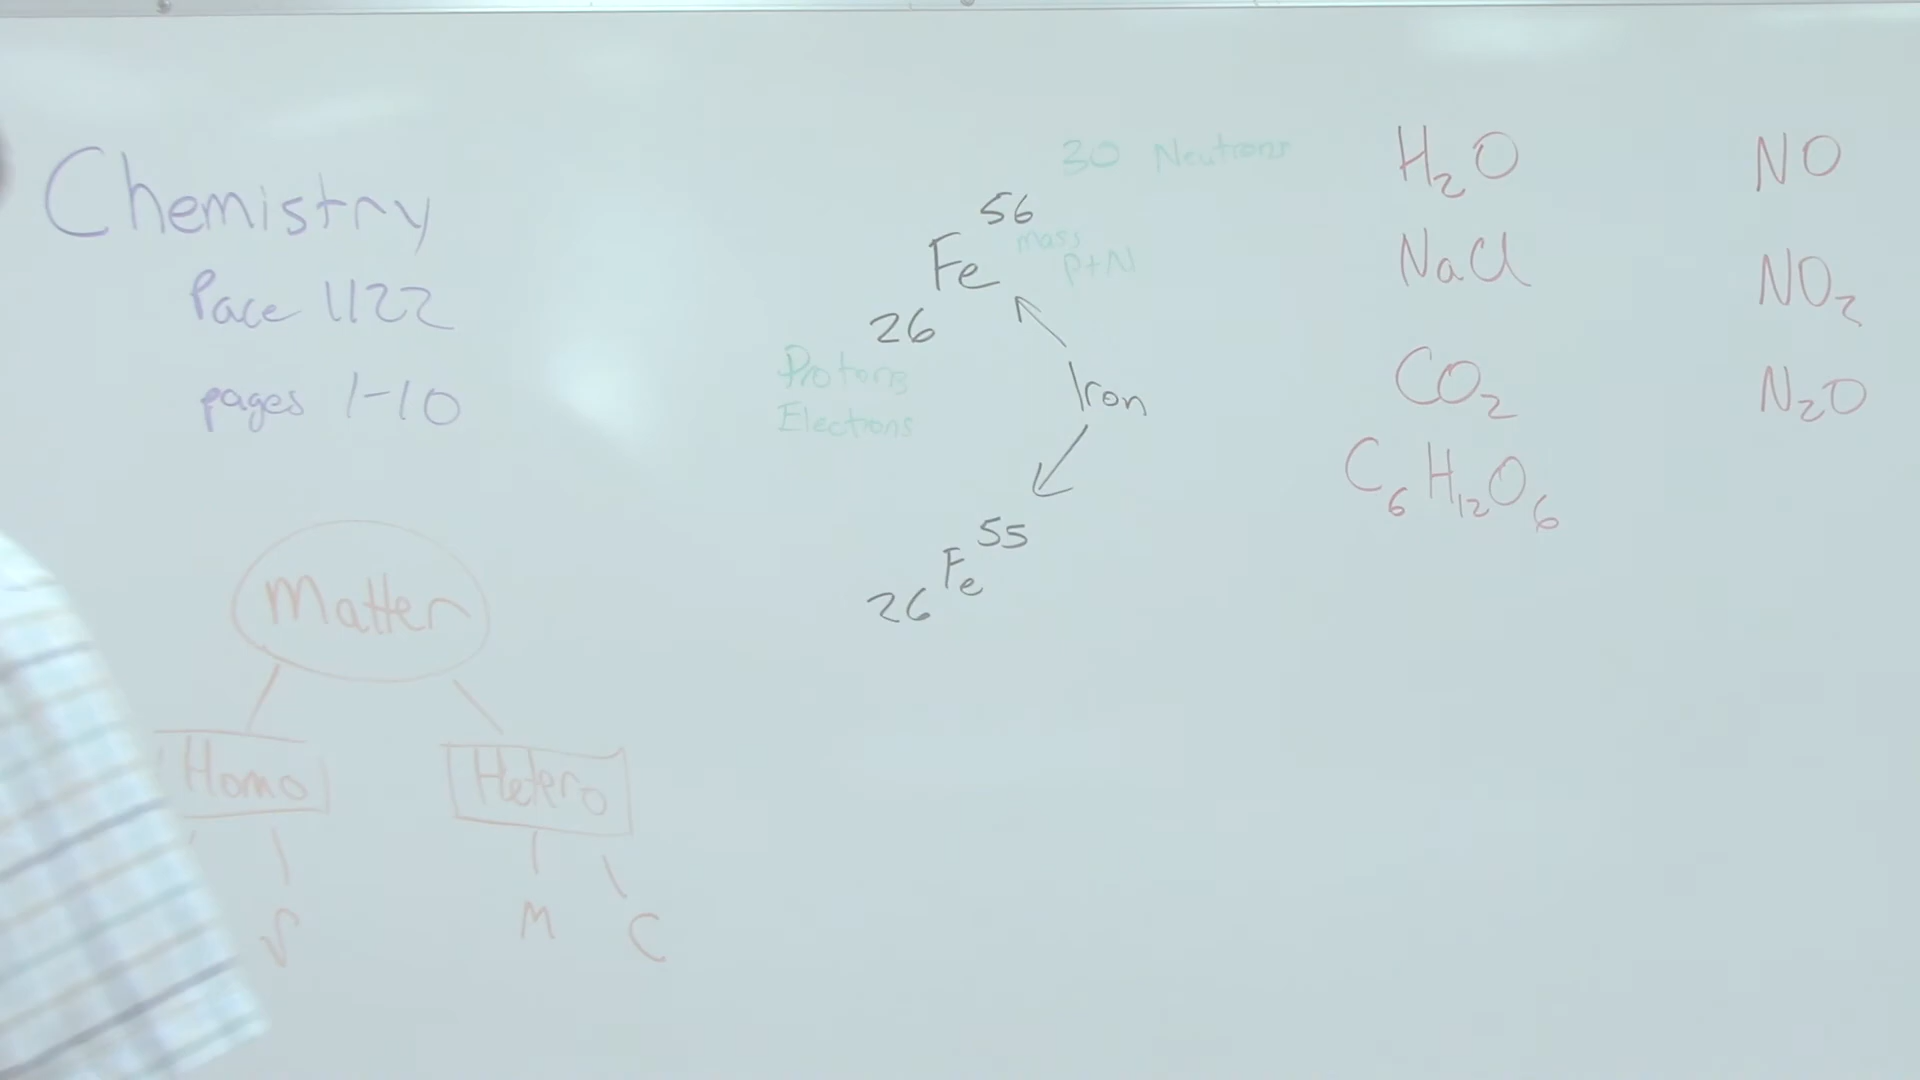 Chemistry
Pace 1122
pages 1-10
Matter
Homo
Hetero
S
M
C
30 Neutrons
56
Fe
mass
P+N
26
Protons
Electrons
Iron
55
Fe
26
H₂O
NaCl
CO₂
C₆H₁₂O₆
NO
NO₂
N₂O